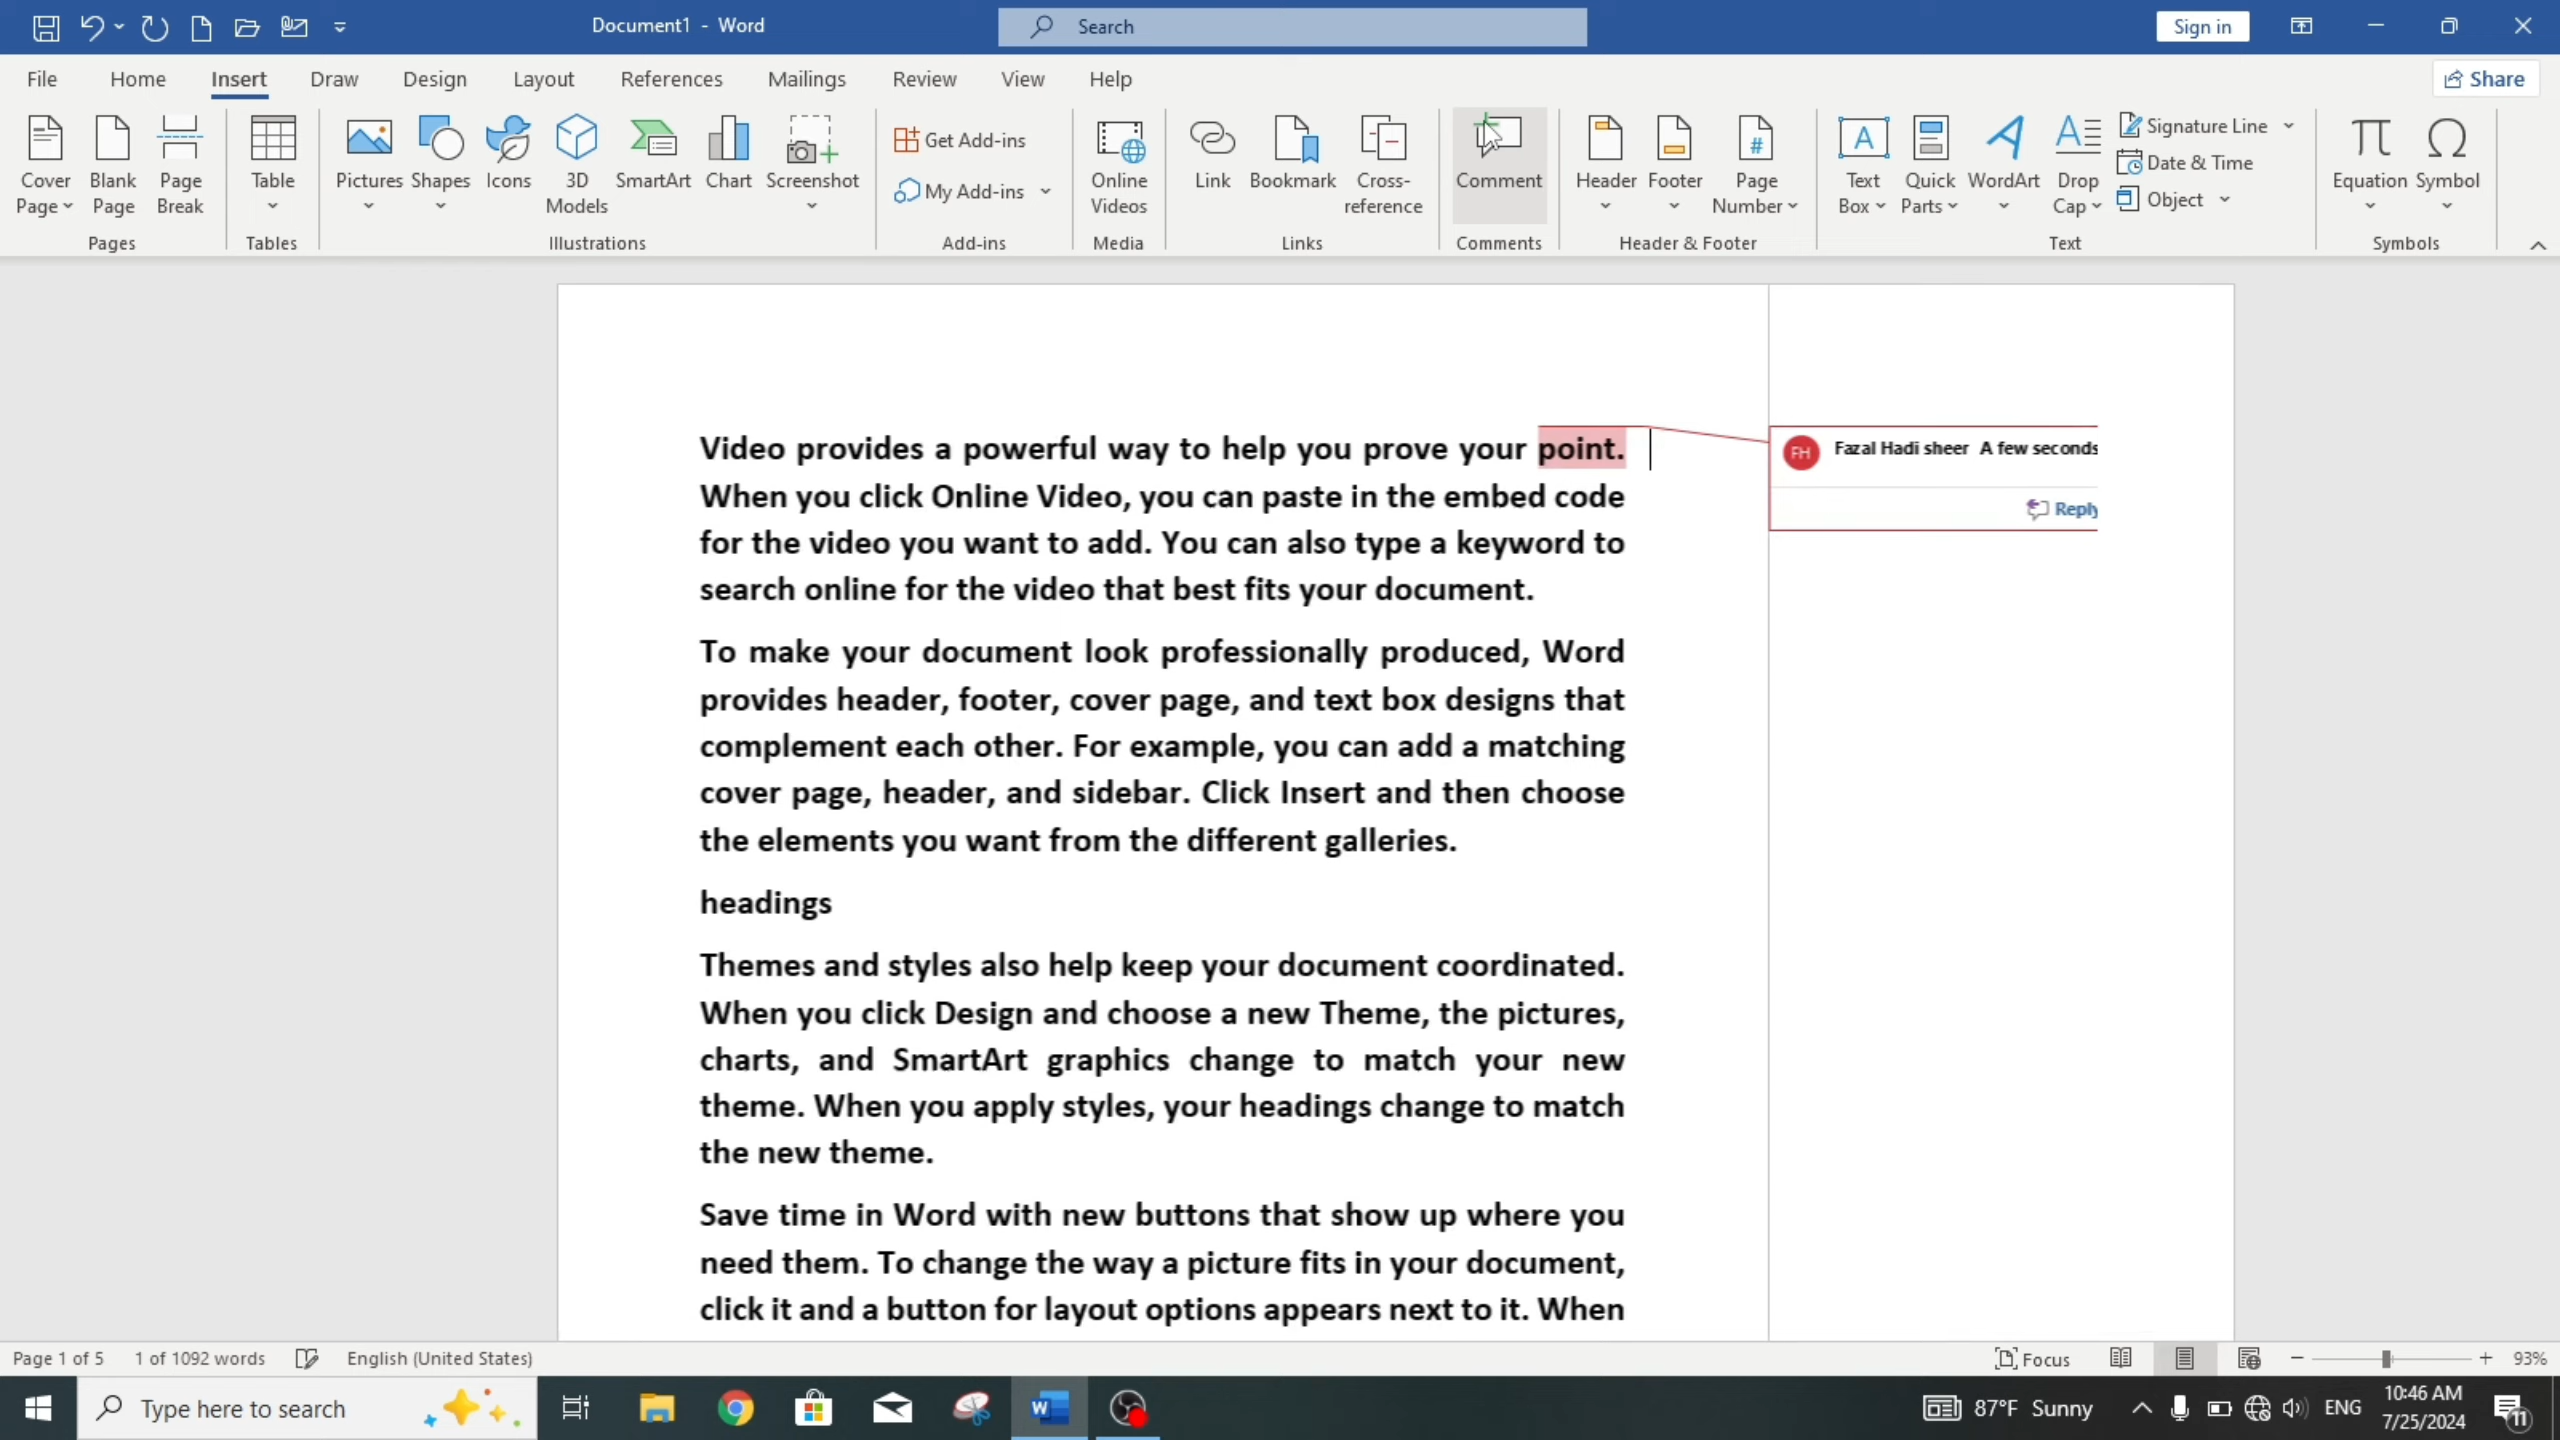 Document1 - Word
Search
Sign in
File Home Insert Draw Design Layout References Mailings Review View Help
Share
Cover Page
Blank Page
Page Break
Pages
Table
Tables
Pictures
Shapes
Icons
3D Models
SmartArt
Chart
Screenshot
Illustrations
Get Add-ins
My Add-ins
Add-ins
Online Videos
Media
Link
Bookmark
Cross-reference
Links
Comment
Comments
Header
Footer
Page Number
Header & Footer
Text Box
Quick Parts
WordArt
Drop Cap
Signature Line
Date & Time
Object
Text
Equation
Symbol
Symbols
Video provides a powerful way to help you prove your point.
When you click Online Video, you can paste in the embed code
for the video you want to add. You can also type a keyword to
search online for the video that best fits your document.
To make your document look professionally produced, Word
provides header, footer, cover page, and text box designs that
complement each other. For example, you can add a matching
cover page, header, and sidebar. Click Insert and then choose
the elements you want from the different galleries.
headings
Themes and styles also help keep your document coordinated.
When you click Design and choose a new Theme, the pictures,
charts, and SmartArt graphics change to match your new
theme. When you apply styles, your headings change to match
the new theme.
Save time in Word with new buttons that show up where you
need them. To change the way a picture fits in your document,
click it and a button for layout options appears next to it. When
FH Fazal Hadi sheer A few seconds
Reply
Page 1 of 5 1 of 1092 words English (United States)
Focus
93%
Type here to search
87°F Sunny
ENG
10:46 AM
7/25/2024
11